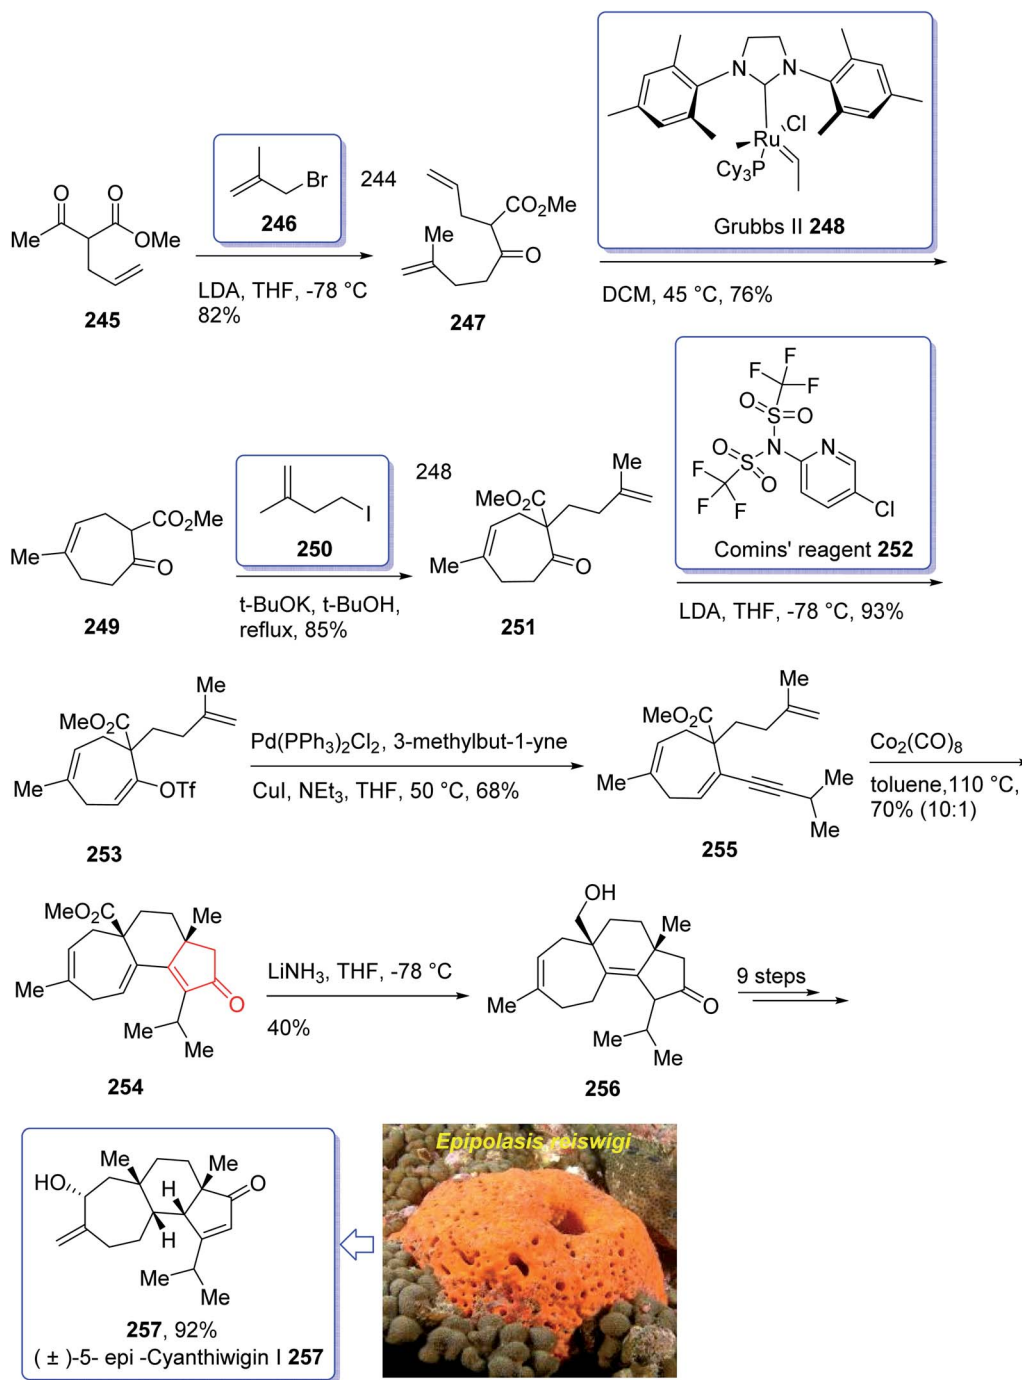 O O
Me OMe
245
Br
246
244
LDA, THF, -78 °C
82%
CO2Me
Me
O
247
N N
Cl
Ru
Cy3P
Grubbs II 248
DCM, 45 °C, 76%
CO2Me
Me
O
249
I
250
248
t-BuOK, t-BuOH,
reflux, 85%
Me
MeO2C
Me
O
251
F F
F
O
S
O
N
N
O
S
F
O
F
F
Cl
Comins' reagent 252
LDA, THF, -78 °C, 93%
Me
MeO2C
Me
OTf
253
Pd(PPh3)2Cl2, 3-methylbut-1-yne
CuI, NEt3, THF, 50 °C, 68%
Me
MeO2C
Me
Me
Me
255
Co2(CO)8
toluene,110 °C,
70% (10:1)
MeO2C
Me
Me
O
Me
Me
254
LiNH3, THF, -78 °C
40%
OH
Me
Me
O
Me
Me
256
9 steps
Me
Me
HO
O
H
H
Me
Me
257, 92%
( ± )-5- epi -Cyanthiwigin I 257
Epipolasis reiswigi